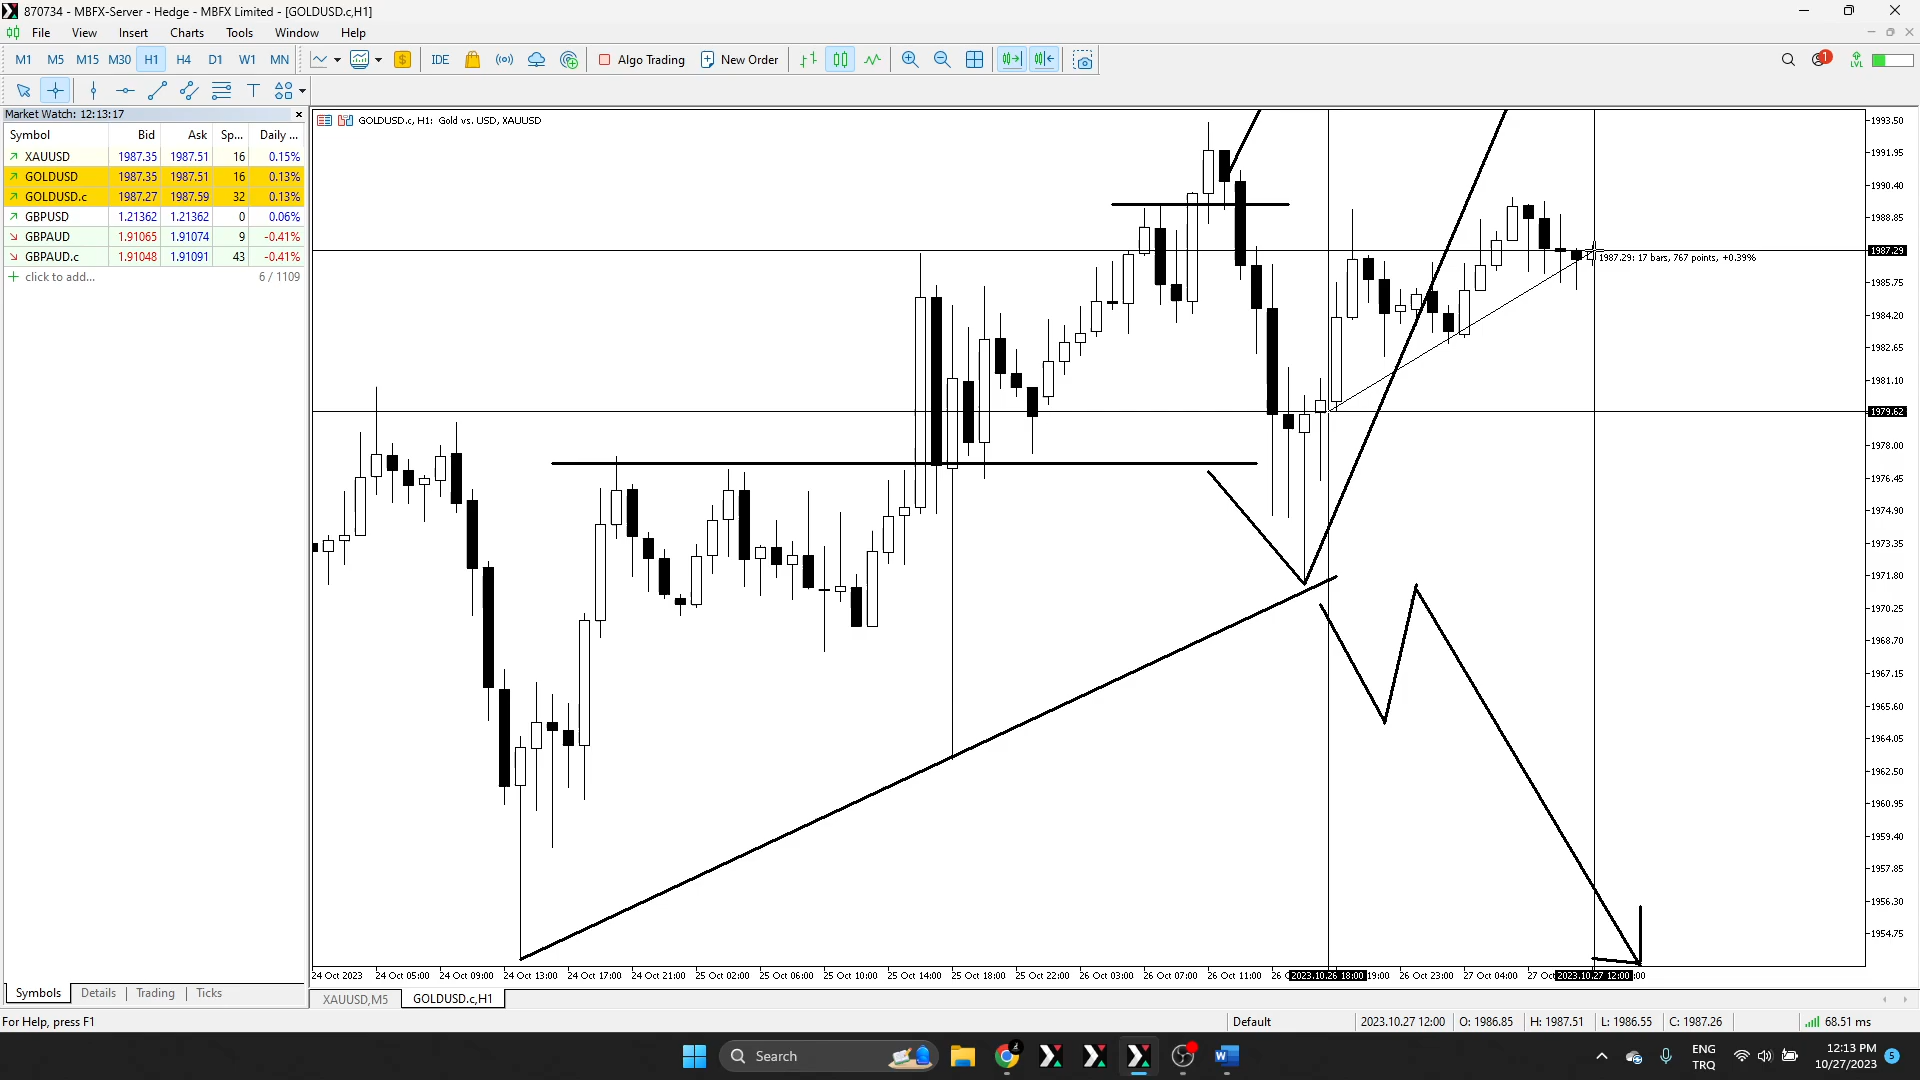 870734 - MBFX-Server - Hedge - MBFX Limited - [GOLDUSD.c,H1]
File View Insert Charts Tools Window Help
M1 M5 M15 M30 H1 H4 D1 W1 MN IDE Algo Trading New Order 1 LVL
Market Watch: 12:13:17
Symbol Bid Ask Sp... Daily ...
XAUUSD 1987.35 1987.51 16 0.15%
GOLDUSD 1987.35 1987.51 16 0.13%
GOLDUSD.c 1987.27 1987.59 32 0.13%
GBPUSD 1.21362 1.21362 0 0.06%
GBPAUD 1.91065 1.91074 9 -0.41%
GBPAUD.c 1.91048 1.91091 43 -0.41%
click to add... 6 / 1109
GOLDUSD.c, H1: Gold vs. USD, XAUUSD
1987.29: 17 bars, 767 points, +0.39%
1993.50
1991.95
1990.40
1988.85
1987.29
1985.75
1984.20
1982.65
1981.10
1979.62
1978.00
1976.45
1974.90
1973.35
1971.80
1970.25
1968.70
1967.15
1965.60
1964.05
1962.50
1960.95
1959.40
1957.85
1956.30
1954.75
24 Oct 2023 24 Oct 05:00 24 Oct 09:00 24 Oct 13:00 24 Oct 17:00 24 Oct 21:00 25 Oct 02:00 25 Oct 06:00 25 Oct 10:00 25 Oct 14:00 25 Oct 18:00 25 Oct 22:00 26 Oct 03:00 26 Oct 07:00 26 Oct 11:00 2023.10.26 18:00 19:00 26 Oct 23:00 27 Oct 04:00 27 Oct 2023.10.27 12:00
Symbols Details Trading Ticks
XAUUSD,M5 GOLDUSD.c,H1
For Help, press F1 Default 2023.10.27 12:00 O: 1986.85 H: 1987.51 L: 1986.55 C: 1987.26 68.51 ms
Search
ENG
TRQ
12:13 PM
10/27/2023
5